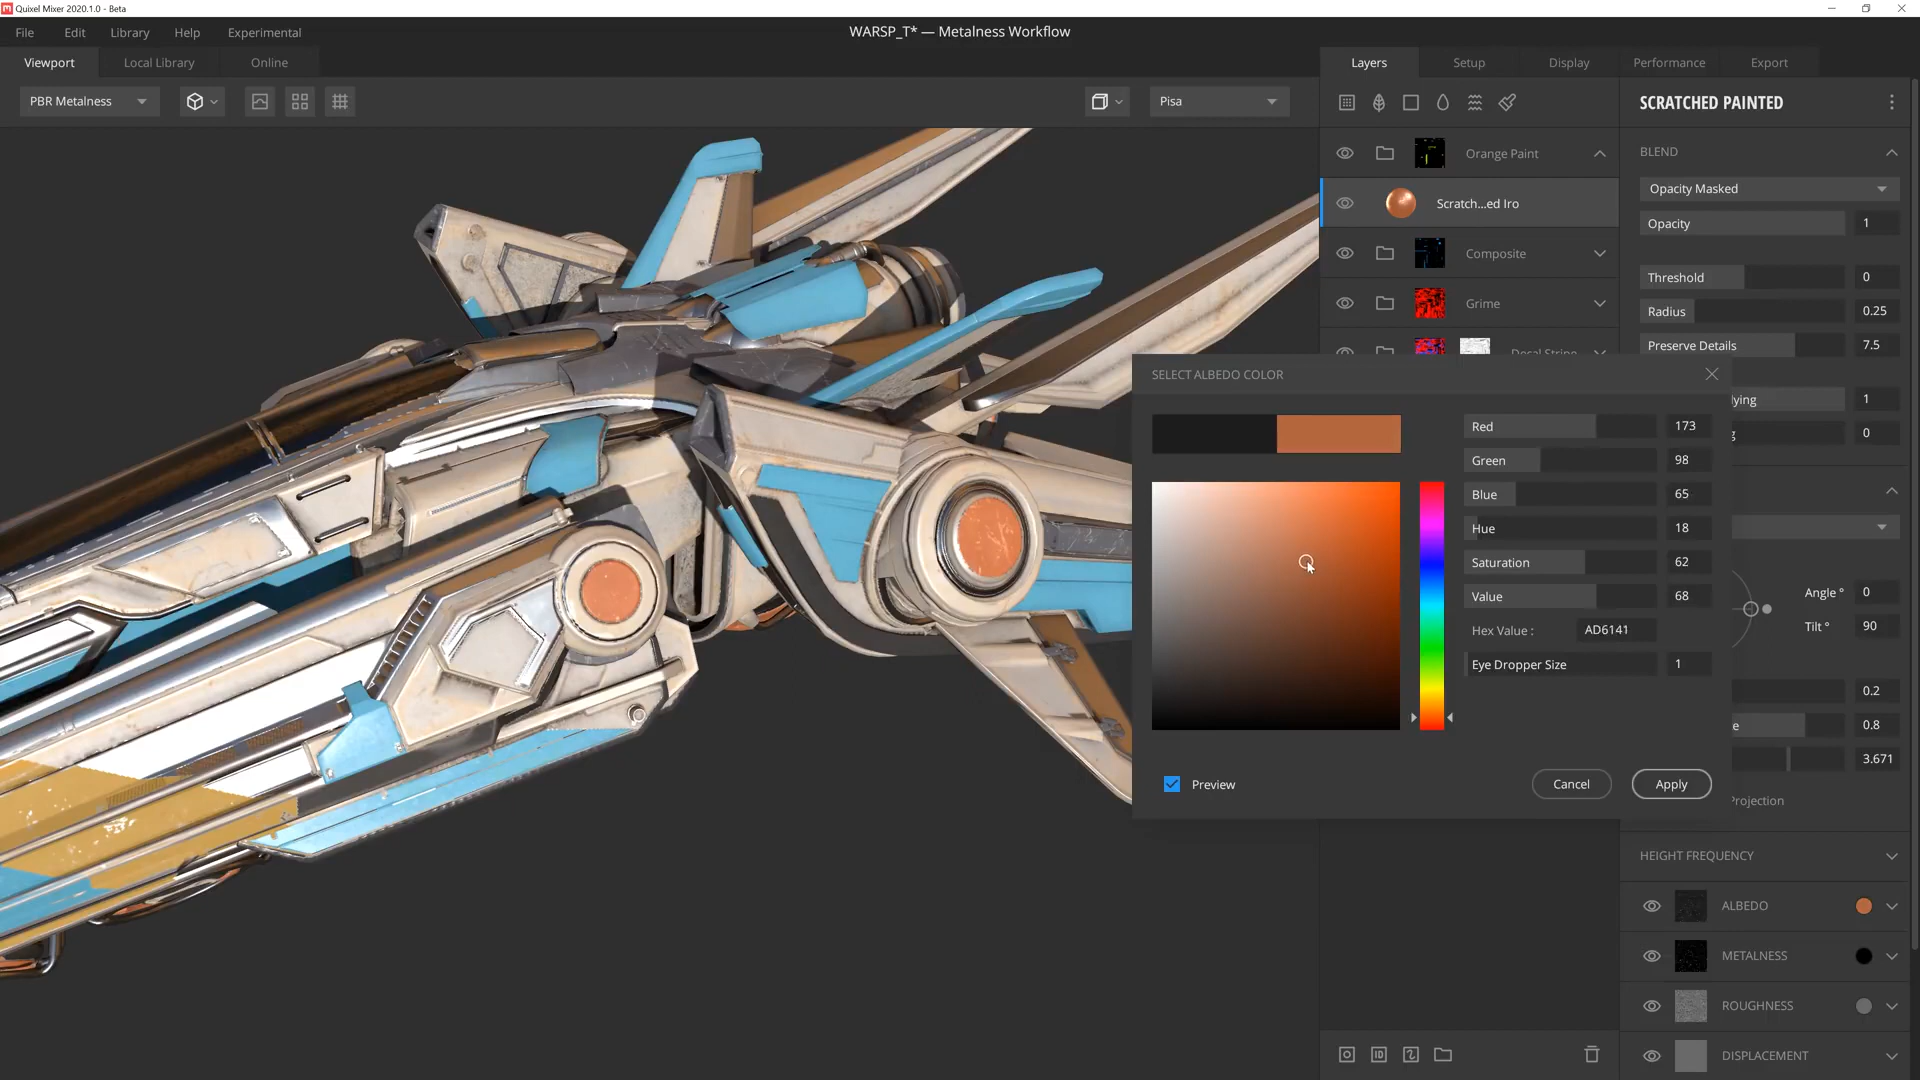 Quixel Mixer 2020.1.0 - Beta
File Edit Library Help Experimental
WARSP_T* — Metalness Workflow
Viewport Local Library Online
Layers Setup Display Performance Export
PBR Metalness
Pisa
SCRATCHED PAINTED
Orange Paint
BLEND
Opacity Masked
Scratch...ed Iro
Opacity 1
Composite
Threshold 0
Grime
Radius 0.25
Decal Stripe
Preserve Details 7.5
SELECT ALBEDO COLOR
lying 1
Red 173
g 0
Green 98
Blue 65
Hue 18
Saturation 62
Value 68
Angle ° 0
Hex Value : AD6141
Tilt ° 90
Eye Dropper Size 1
0.2
e 0.8
3.671
Preview
Cancel
Apply
Projection
HEIGHT FREQUENCY
ALBEDO
METALNESS
ROUGHNESS
ID
DISPLACEMENT